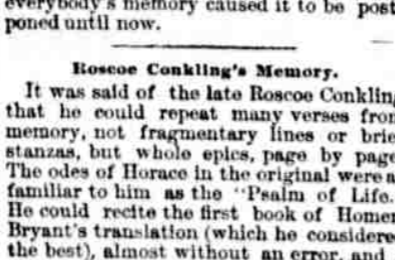 everybody's memory caused it to be post
poned until now.
Roscoe Conkling's Memory.
It was said of the late Roscoe Conkling
that he could repeat many verses from
memory, not fragmentary lines or brie
stanzas, but whole epics, page by page
The odes of Horace in the original were a
familiar to him as the "Psalm of Life.
He could recite the first book of Homer
Bryant's translation (which he considere
the best), almost without an error, and